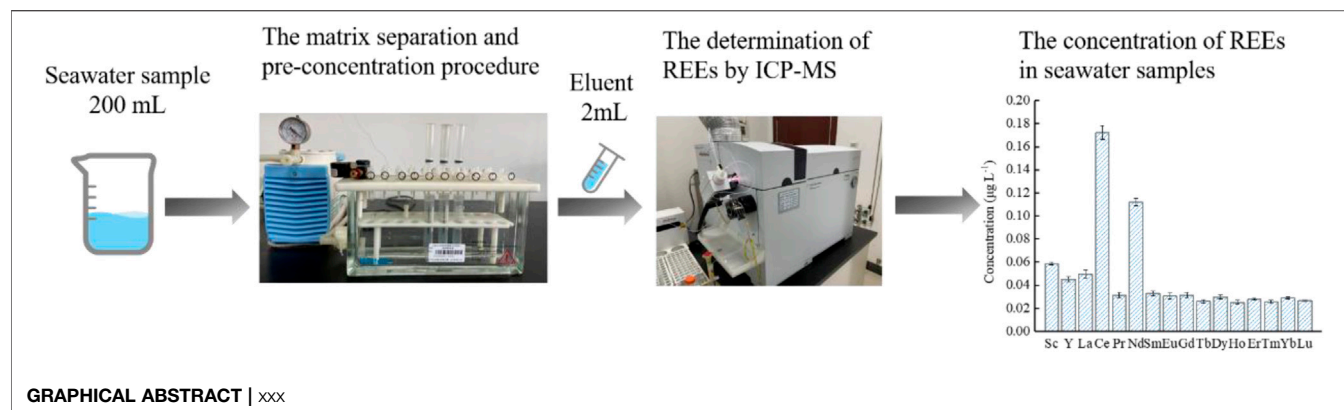 Seawater sample
200 mL
The matrix separation and
pre-concentration procedure
Eluent
2mL
The determination of
REEs by ICP-MS
The concentration of REEs
in seawater samples
Concentration (µg L⁻¹)
0.20
0.18
0.16
0.14
0.12
0.10
0.08
0.06
0.04
0.02
0.00
Sc Y La Ce Pr Nd Sm Eu Gd Tb Dy Ho Er Tm Yb Lu
GRAPHICAL ABSTRACT | xxx